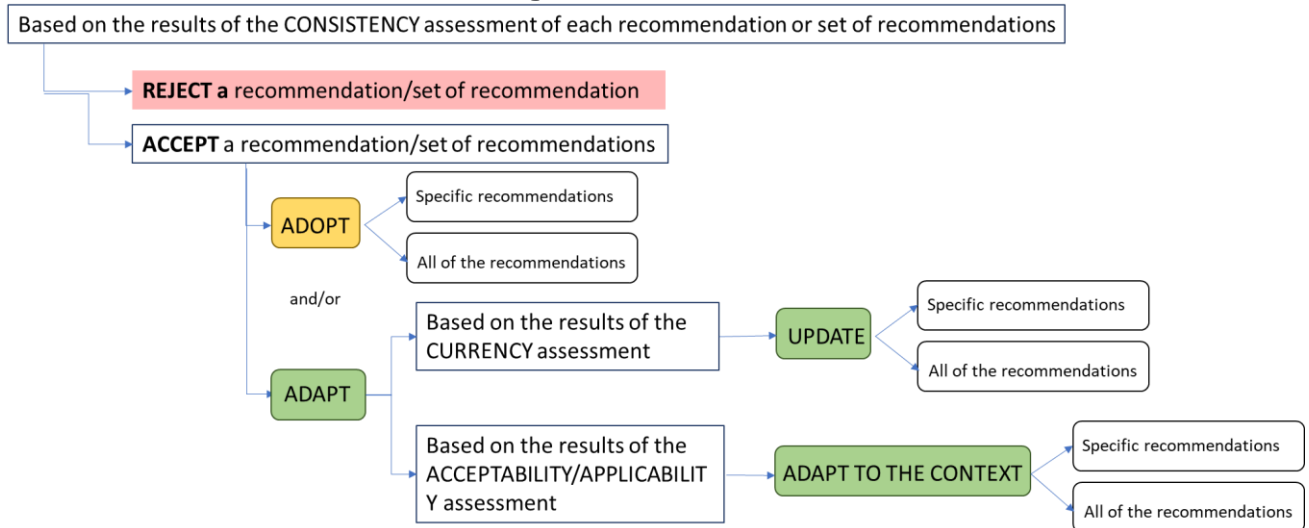 Based on the results of the CONSISTENCY assessment of each recommendation or set of recommendations
REJECT a recommendation/set of recommendation
ACCEPT a recommendation/set of recommendations
Specific recommendations
ADOPT
All of the recommendations
and/or
Based on the results of the
CURRENCY assessment
UPDATE
Specific recommendations
All of the recommendations
ADAPT
Based on the results of the
ACCEPTABILITY/APPLICABILIT
Y assessment
ADAPT TO THE CONTEXT
Specific recommendations
All of the recommendations